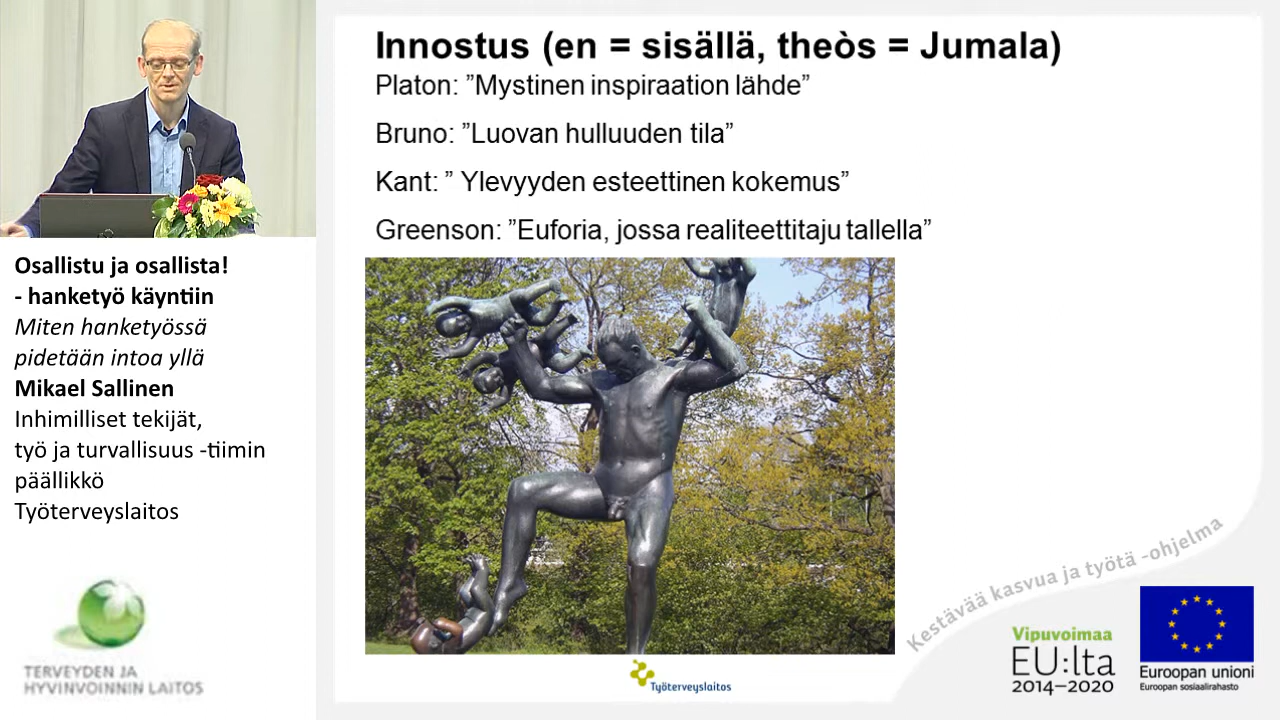 Innostus (en = sisällä, theòs = Jumala)
Platon: ”Mystinen inspiraation lähde”
Bruno: ”Luovan hulluuden tila”
Kant: ” Ylevyyden esteettinen kokemus”
Greenson: ”Euforia, jossa realiteettitaju tallella”
Osallistu ja osallista!
- hanketyö käyntiin
Miten hanketyössä
pidetään intoa yllä
Mikael Sallinen
Inhimilliset tekijät,
työ ja turvallisuus -tiimin
päällikkö
Työterveyslaitos
TERVEYDEN JA
HYVINVOINNIN LAITOS
Työterveyslaitos
Kestävää kasvua ja työtä -ohjelma
Vipuvoimaa
EU:lta
2014–2020
Euroopan unioni
Euroopan sosiaalirahasto